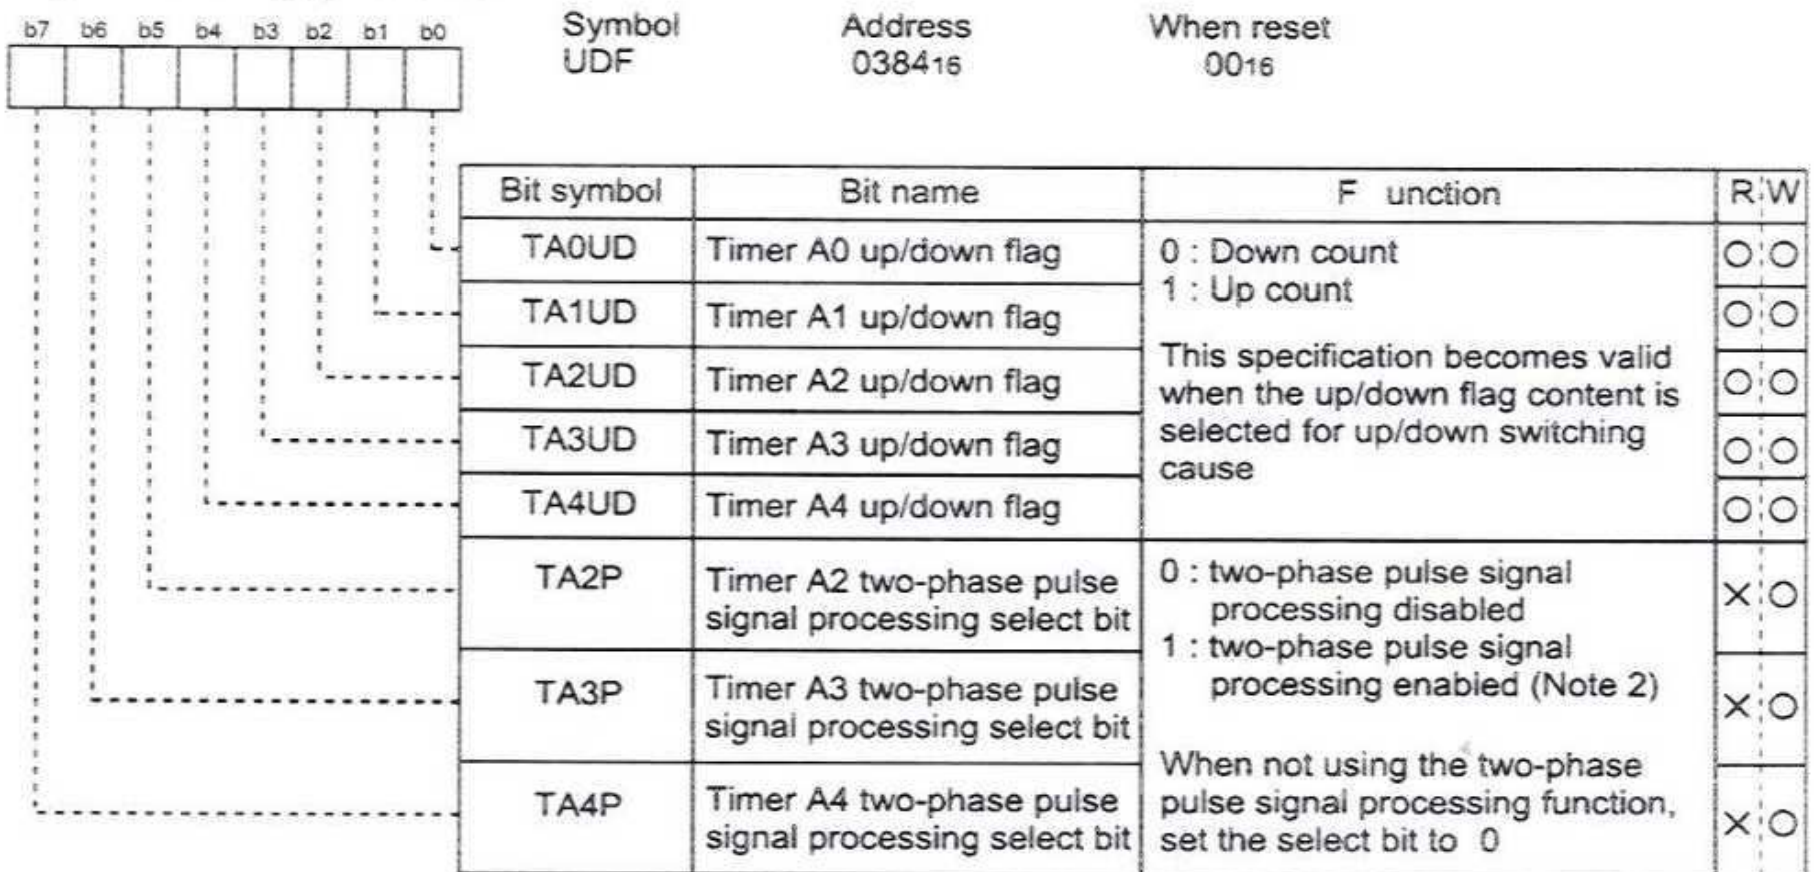 b7 b6 b5 b4 b3 b2 b1 b0
Symbol Address When reset
UDF 038416 0016
Bit symbol Bit name F unction R W
TA0UD Timer A0 up/down flag
0 : Down count
1 : Up count
○ ○
TA1UD Timer A1 up/down flag ○ ○
This specification becomes valid
when the up/down flag content is
selected for up/down switching
cause
TA2UD Timer A2 up/down flag ○ ○
TA3UD Timer A3 up/down flag ○ ○
TA4UD Timer A4 up/down flag ○ ○
TA2P
Timer A2 two-phase pulse
signal processing select bit
0 : two-phase pulse signal
processing disabled
1 : two-phase pulse signal
processing enabled (Note 2)
× ○
TA3P
Timer A3 two-phase pulse
signal processing select bit
× ○
When not using the two-phase
pulse signal processing function,
set the select bit to 0
TA4P
Timer A4 two-phase pulse
signal processing select bit
× ○